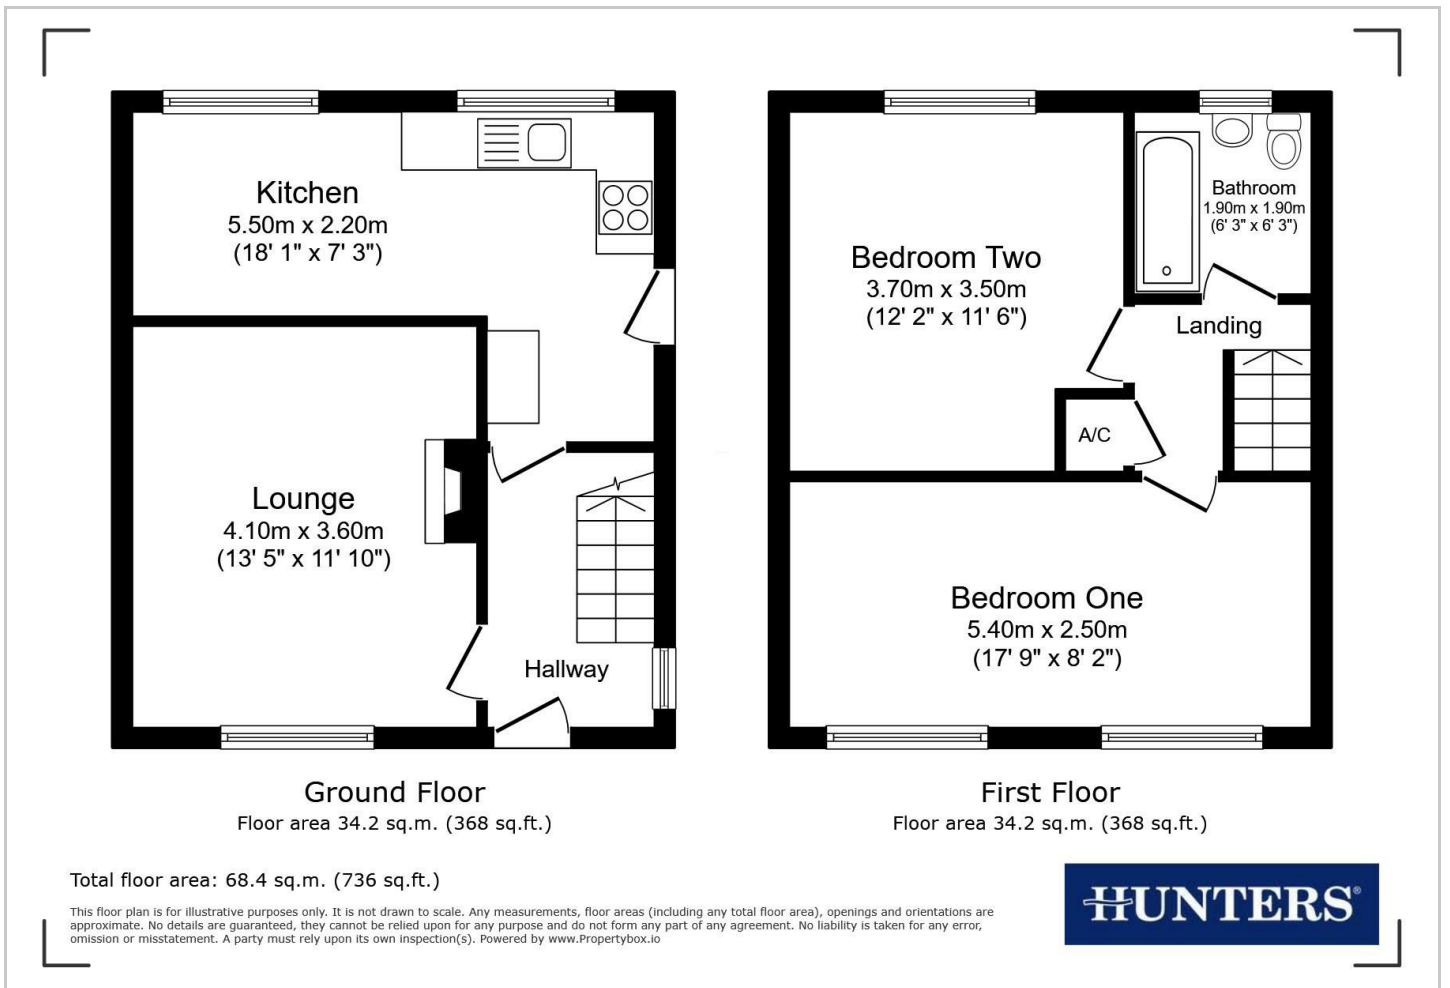 Kitchen
5.50m x 2.20m
(18' 1" x 7' 3")
Lounge
4.10m x 3.60m
(13' 5" x 11' 10")
Hallway
Ground Floor
Floor area 34.2 sq.m. (368 sq.ft.)
Bathroom
1.90m x 1.90m
(6' 3" x 6' 3")
Bedroom Two
3.70m x 3.50m
(12' 2" x 11' 6")
Landing
A/C
Bedroom One
5.40m x 2.50m
(17' 9" x 8' 2")
First Floor
Floor area 34.2 sq.m. (368 sq.ft.)
Total floor area: 68.4 sq.m. (736 sq.ft.)
This floor plan is for illustrative purposes only. It is not drawn to scale. Any measurements, floor areas (including any total floor area), openings and orientations are
approximate. No details are guaranteed, they cannot be relied upon for any purpose and do not form any part of any agreement. No liability is taken for any error,
omission or misstatement. A party must rely upon its own inspection(s). Powered by www.Propertybox.io
HUNTERS®